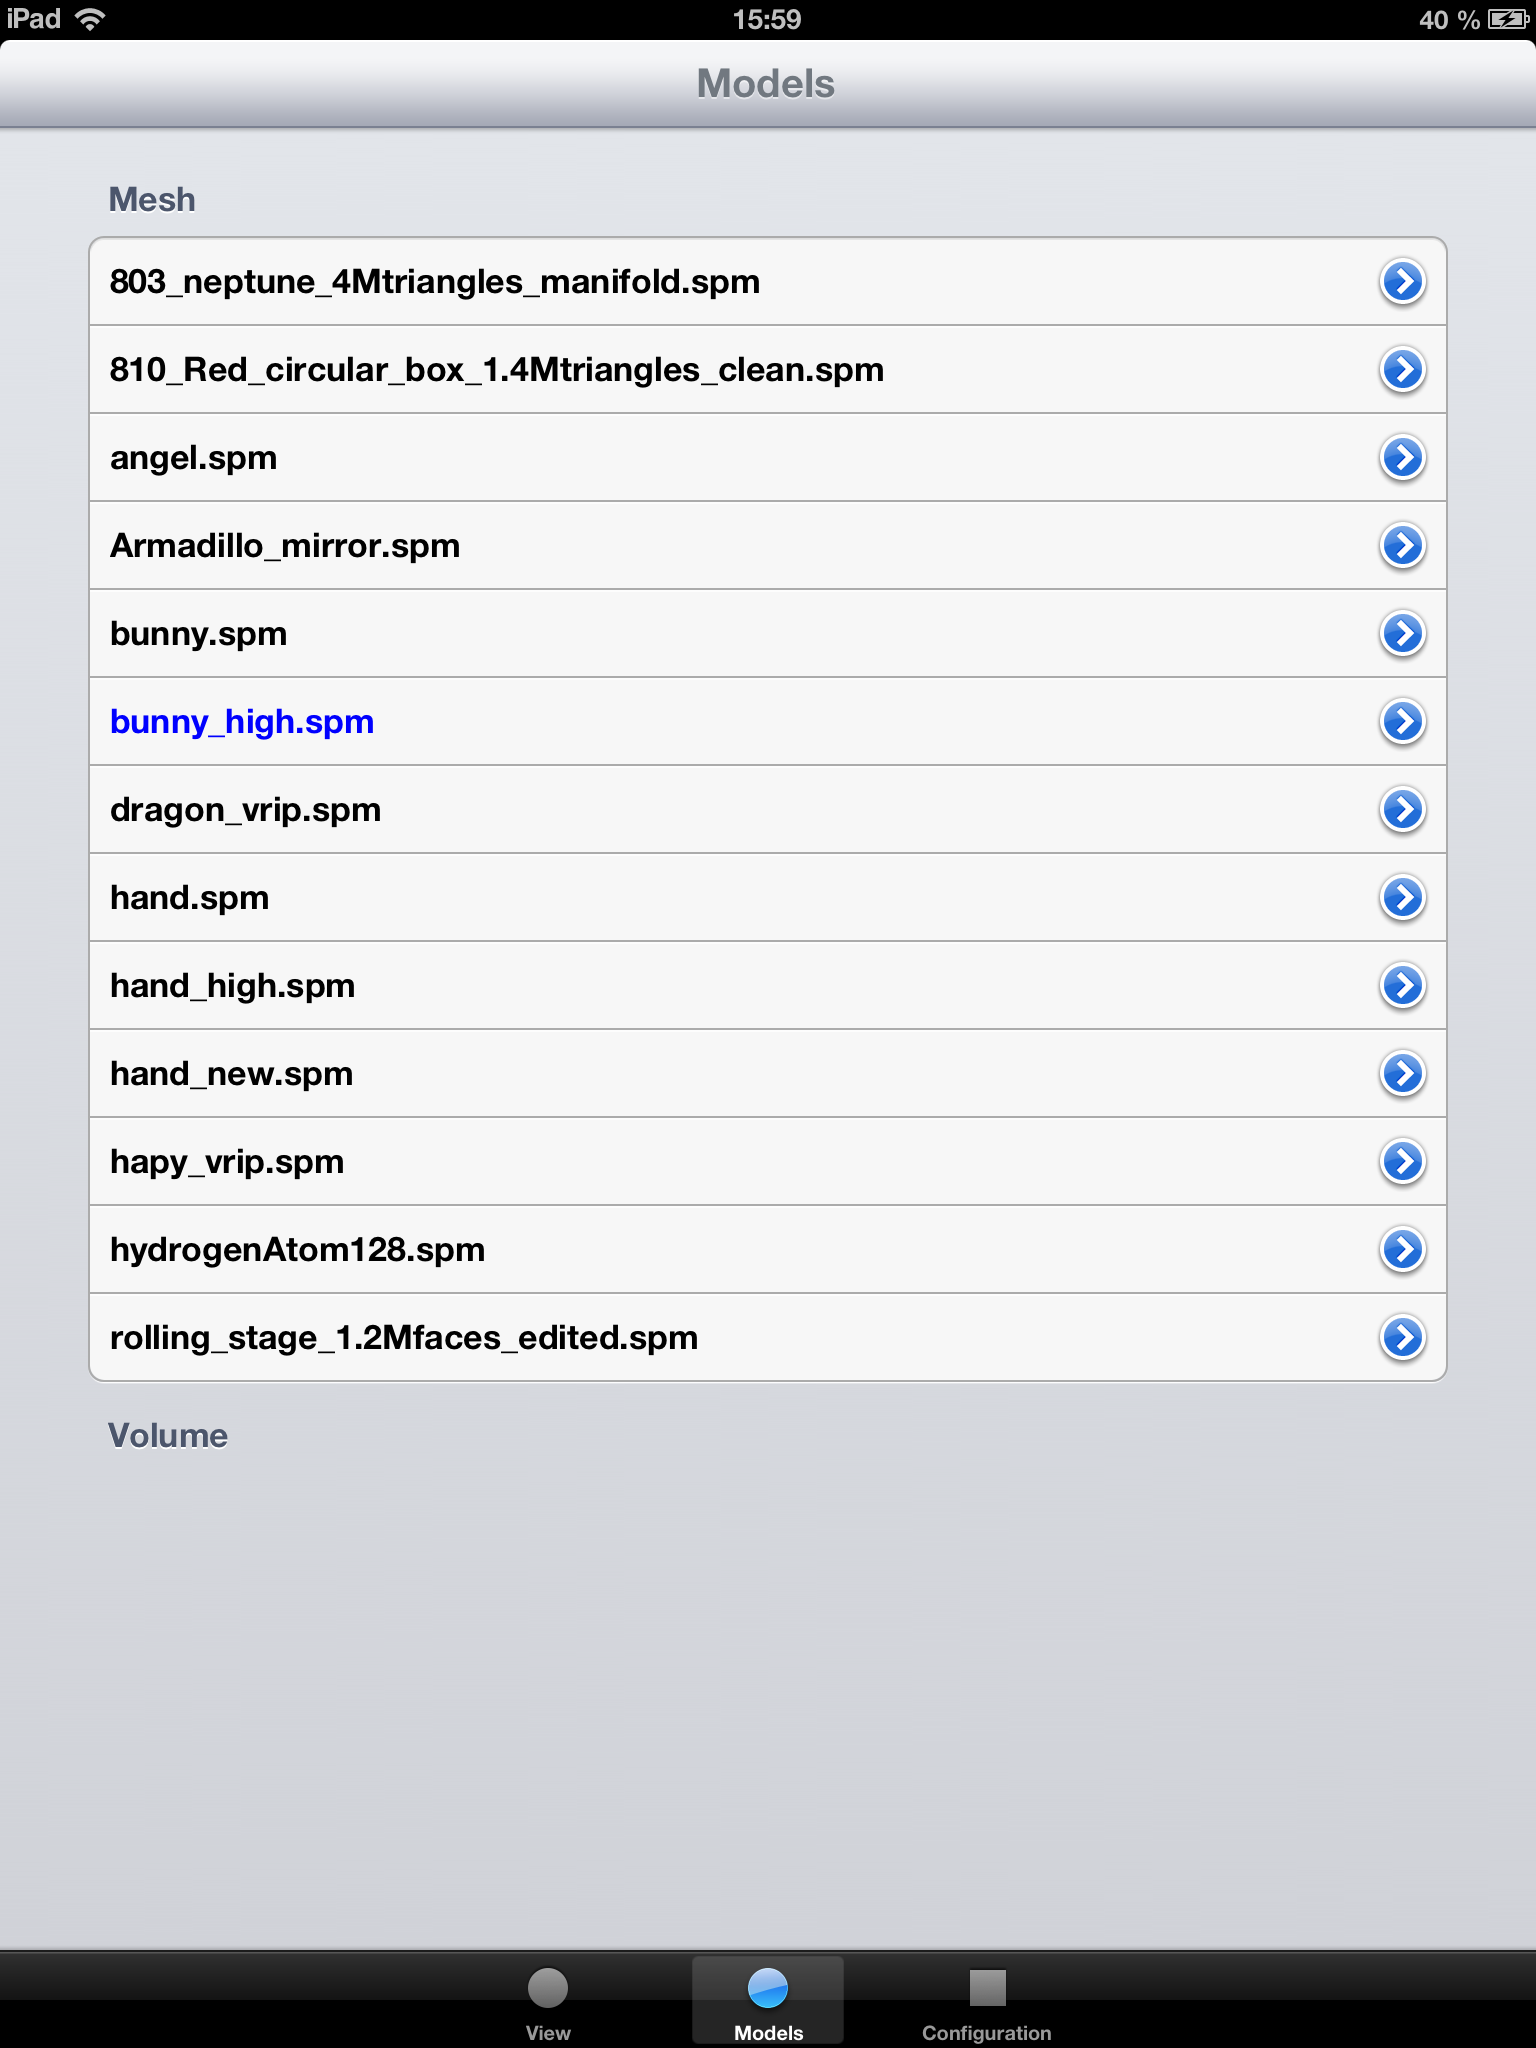 iPad 15:59 40 %
Models
Mesh
803_neptune_4Mtriangles_manifold.spm
810_Red_circular_box_1.4Mtriangles_clean.spm
angel.spm
Armadillo_mirror.spm
bunny.spm
bunny_high.spm
dragon_vrip.spm
hand.spm
hand_high.spm
hand_new.spm
hapy_vrip.spm
hydrogenAtom128.spm
rolling_stage_1.2Mfaces_edited.spm
Volume
View Models Configuration